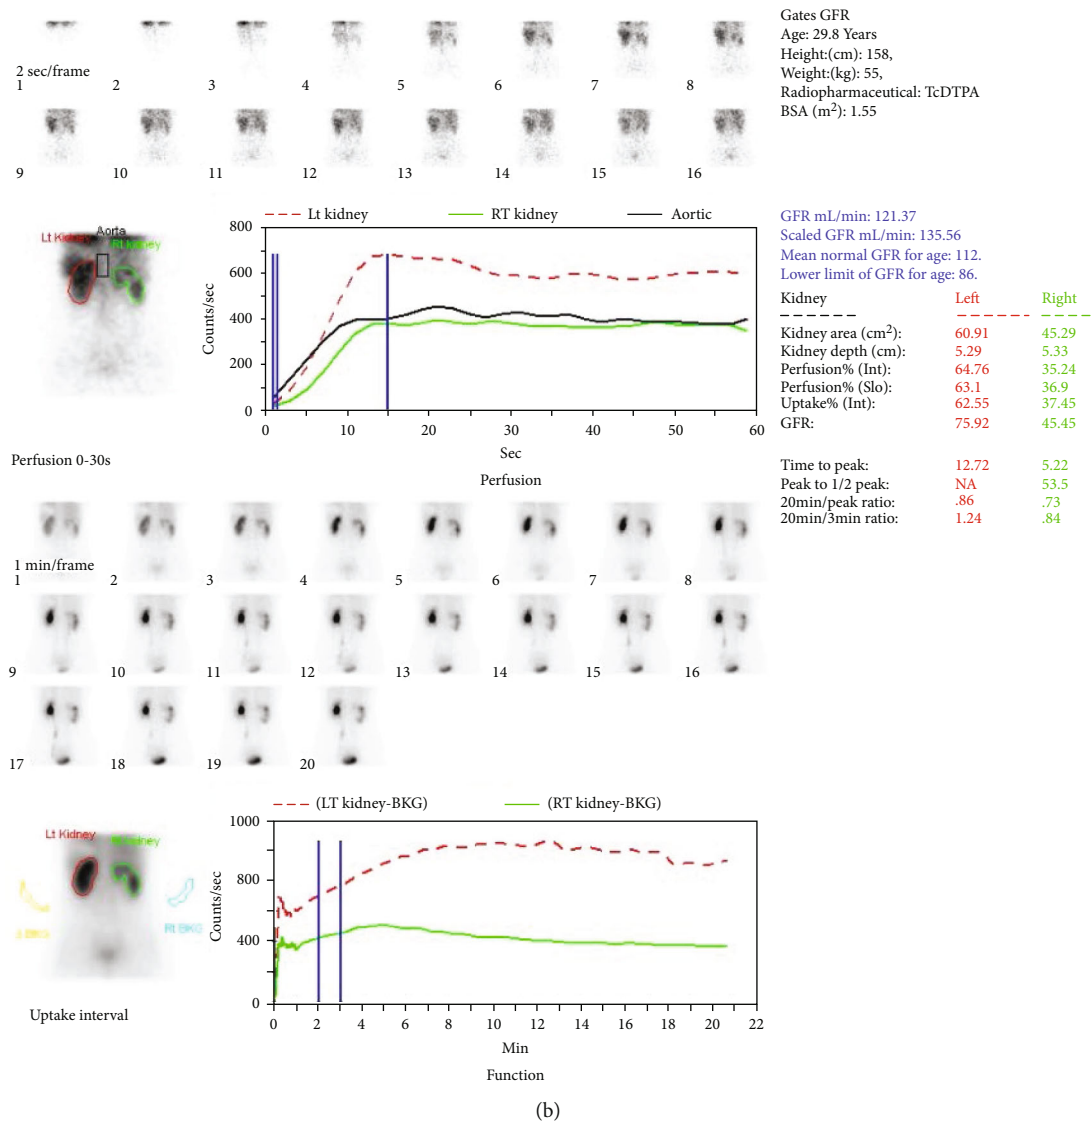 Gates GFR
Age: 29.8 Years
Height:(cm): 158,
Weight:(kg): 55,
Radiopharmaceutical: TcDTPA
BSA (m²): 1.55
2 sec/frame
1 2 3 4 5 6 7 8
9 10 11 12 13 14 15 16
Lt Kidney
Aorta
Rt kidney
Perfusion 0-30s
Lt kidney RT kidney Aortic
Counts/sec
800
600
400
200
0
0 10 20 30 40 50 60
Sec
Perfusion
GFR mL/min: 121.37
Scaled GFR mL/min: 135.56
Mean normal GFR for age: 112.
Lower limit of GFR for age: 86.
Kidney Left Right
Kidney area (cm²): 60.91 45.29
Kidney depth (cm): 5.29 5.33
Perfusion% (Int): 64.76 35.24
Perfusion% (Slo): 63.1 36.9
Uptake% (Int): 62.55 37.45
GFR: 75.92 45.45
Time to peak: 12.72 5.22
Peak to 1/2 peak: NA 53.5
20min/peak ratio: .86 .73
20min/3min ratio: 1.24 .84
1 min/frame
1 2 3 4 5 6 7 8
9 10 11 12 13 14 15 16
17 18 19 20
Lt Kidney
kidney
BKG
Rt BKG
Uptake interval
(LT kidney-BKG) (RT kidney-BKG)
Counts/sec
1000
800
400
400
0
0 2 4 6 8 10 12 14 16 18 20 22
Min
Function
(b)